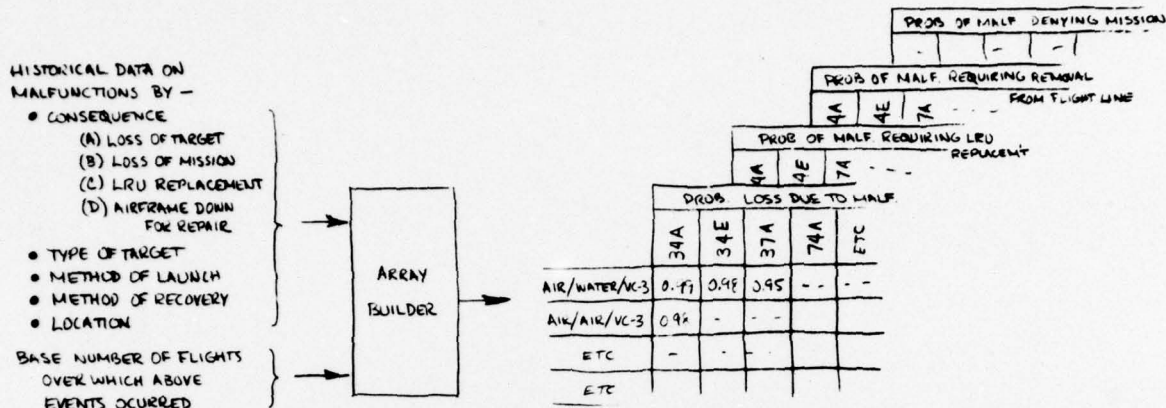 HISTORICAL DATA ON
MALFUNCTIONS BY —
• CONSEQUENCE
(A) LOSS OF TARGET
(B) LOSS OF MISSION
(C) LRU REPLACEMENT
(D) AIRFRAME DOWN
FOR REPAIR
• TYPE OF TARGET
• METHOD OF LAUNCH
• METHOD OF RECOVERY
• LOCATION
BASE NUMBER OF FLIGHTS
OVER WHICH ABOVE
EVENTS OCURRED
ARRAY
BUILDER
PROB OF MALF DENYING MISSION
- - -
PROB OF MALF. REQUIRING REMOVAL
FROM FLIGHT LINE
4A 4E 7A - - -
PROB OF MALF. REQUIRING LRU
REPLACEM'T
4A 4E 7A - - - -
PROB. LOSS DUE TO MALF.
34A 34E 37A 74A ETC
AIR/WATER/VC-3 0.99 0.98 0.95 - - - -
AIR/AIR/VC-3 - -
ETC - - - -
ETC